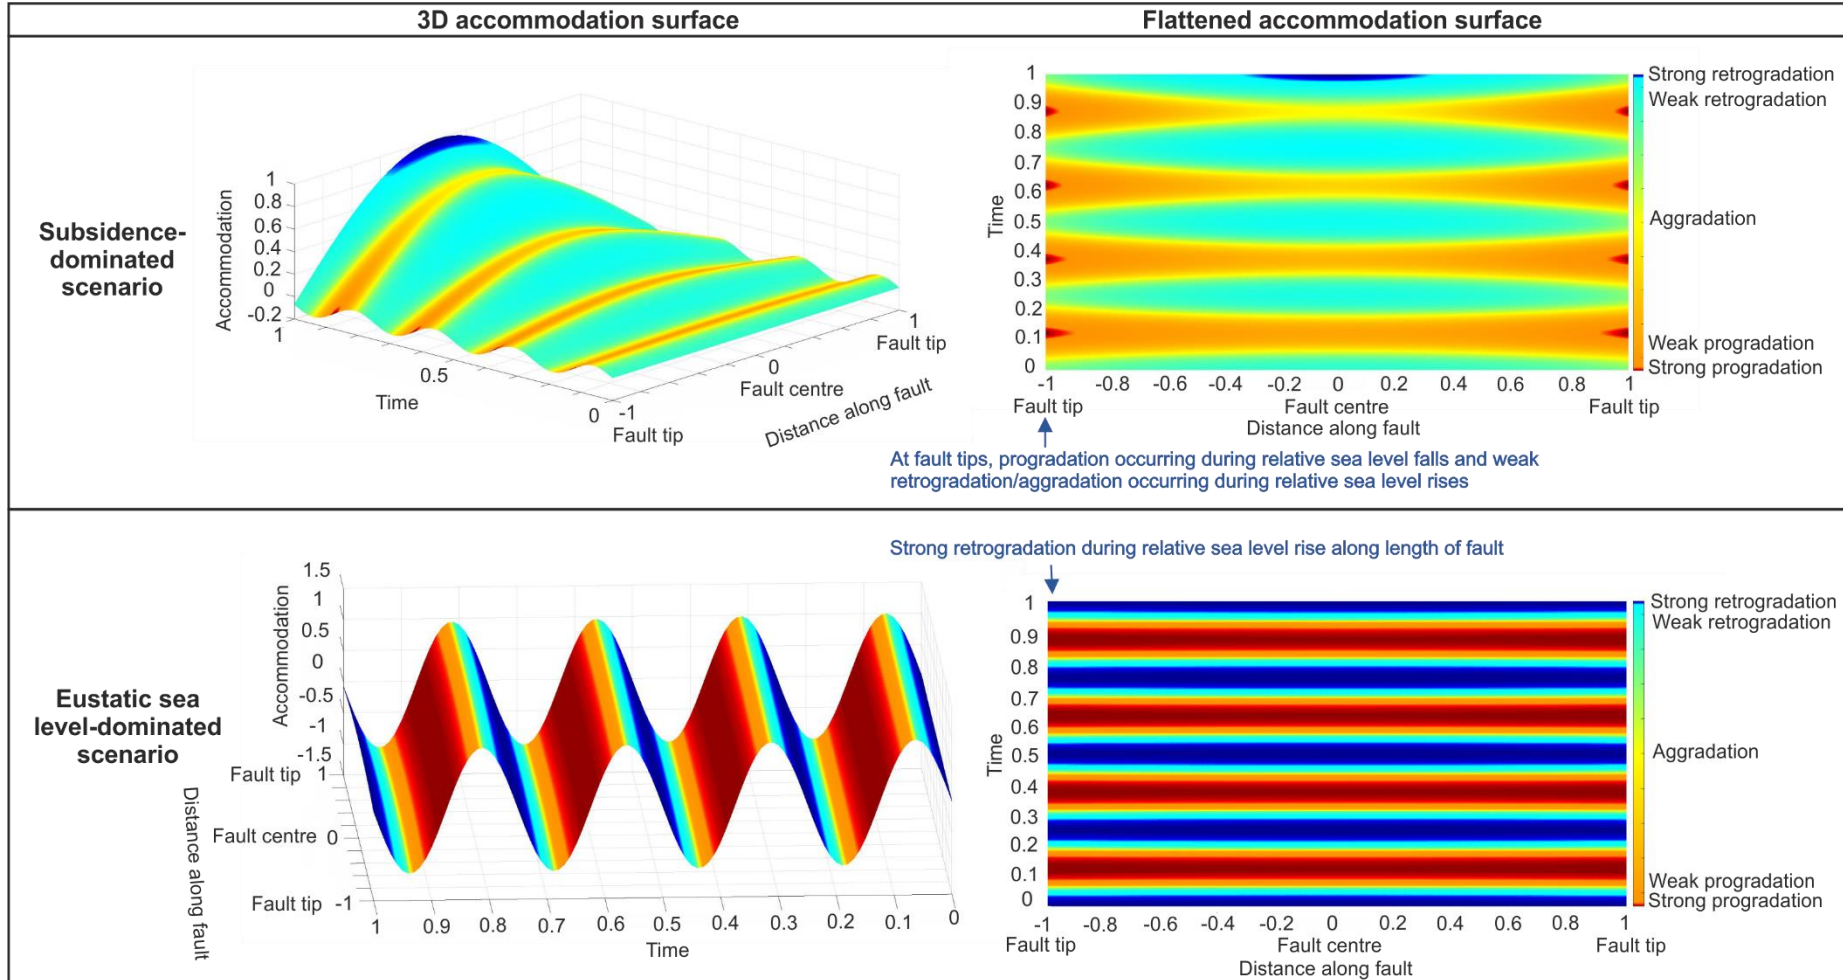 3D accommodation surface
Flattened accommodation surface
Subsidence-
dominated
scenario
Accommodation
1
0.8
0.6
0.4
0.2
0
-0.2
1
0.5
0
Time
-1
Fault tip
0
Fault centre
1
Fault tip
Distance along fault
Time
1
0.9
0.8
0.7
0.6
0.5
0.4
0.3
0.2
0.1
0
-1
-0.8
-0.6
-0.4
-0.2
0
0.2
0.4
0.6
0.8
1
Fault tip
Fault centre
Fault tip
Distance along fault
Strong retrogradation
Weak retrogradation
Aggradation
Weak progradation
Strong progradation
At fault tips, progradation occurring during relative sea level falls and weak
retrogradation/aggradation occurring during relative sea level rises
Eustatic sea
level-dominated
scenario
Accommodation
1.5
1
0.5
0
-0.5
-1
-1.5
Fault tip 1
Fault centre 0
Fault tip -1
Distance along fault
1
0.9
0.8
0.7
0.6
0.5
0.4
0.3
0.2
0.1
0
Time
Strong retrogradation during relative sea level rise along length of fault
Time
1
0.9
0.8
0.7
0.6
0.5
0.4
0.3
0.2
0.1
0
-1
-0.8
-0.6
-0.4
-0.2
0
0.2
0.4
0.6
0.8
1
Fault tip
Fault centre
Fault tip
Distance along fault
Strong retrogradation
Weak retrogradation
Aggradation
Weak progradation
Strong progradation